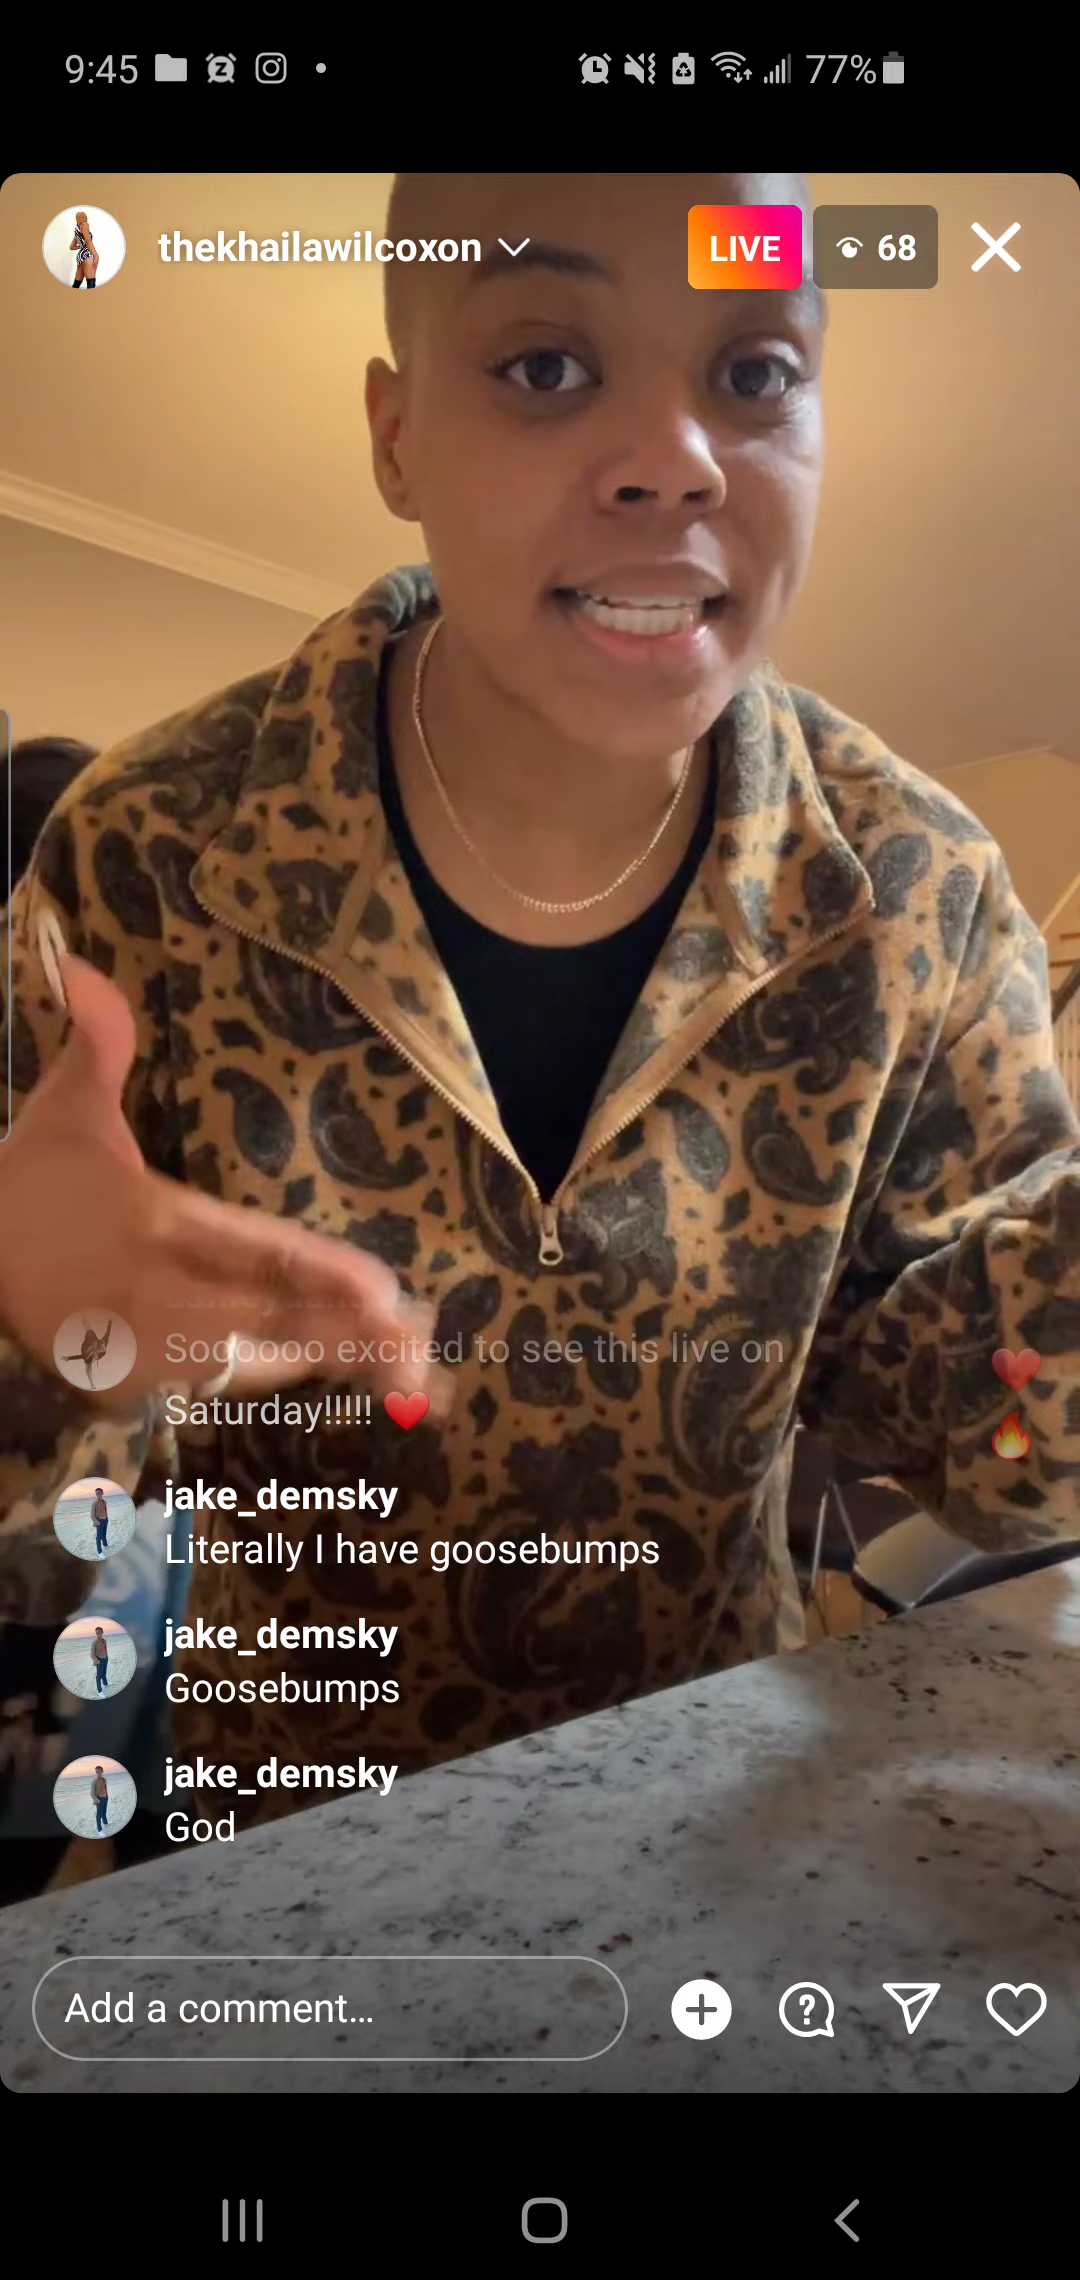 9:45
77%
thekhailawilcoxon
LIVE
68
Soooooo excited to see this live on
Saturday!!!!! ❤️
jake_demsky
Literally I have goosebumps
jake_demsky
Goosebumps
jake_demsky
God
Add a comment...